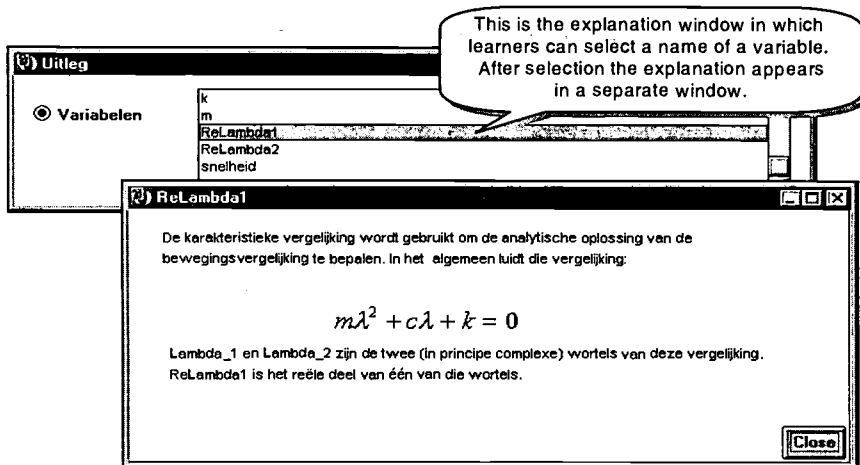 This is the explanation window in which
learners can select a name of a variable.
After selection the explanation appears
in a separate window.
Uitleg
Variabelen
k
m
ReLambda1
ReLambda2
snelheid
ReLambda1
De karakteristieke vergelijking wordt gebruikt om de analytische oplossing van de
bewegingsvergelijking te bepalen. In het algemeen luidt die vergelijking:
mλ² + cλ + k = 0
Lambda_1 en Lambda_2 zijn de twee (in principe complexe) wortels van deze vergelijking.
ReLambda1 is het reële deel van één van die wortels.
Close